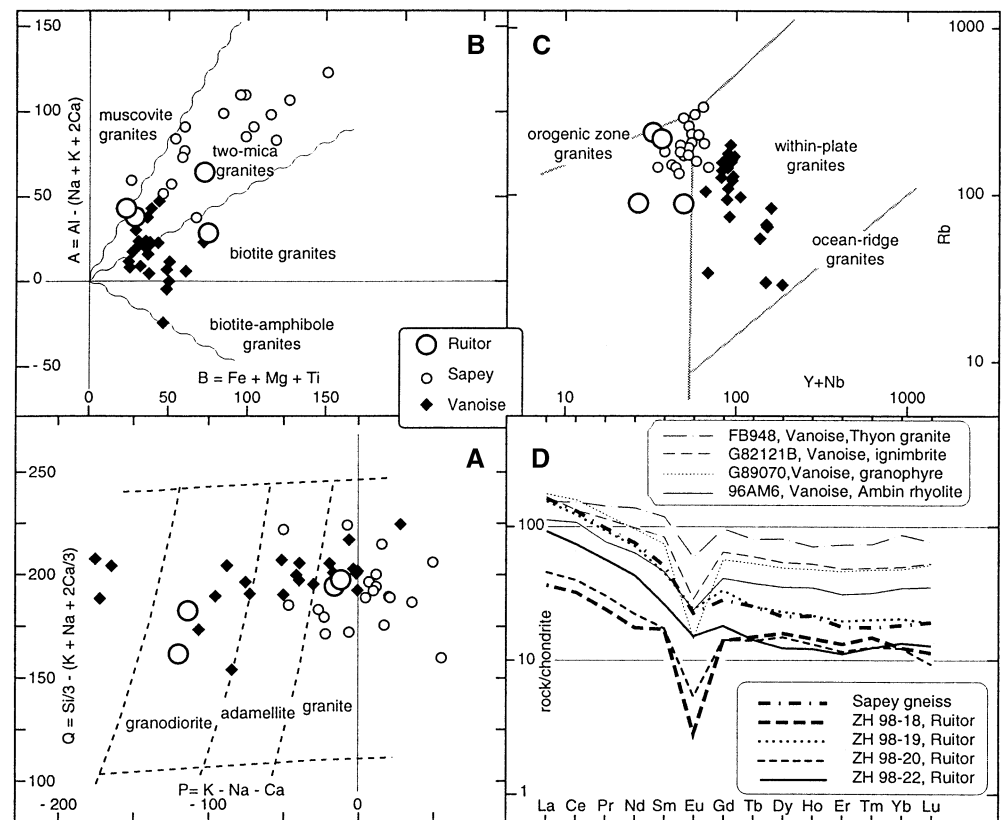 150
B
100
muscovite
granites
two-mica
granites
A = Al - (Na + K + 2Ca)
50
biotite granites
0
biotite-amphibole
granites
- 50
B = Fe + Mg + Ti
0 50 100 150
C
1000
orogenic zone
granites
within-plate
granites
100
ocean-ridge
granites
Rb
10
Y+Nb
10 100 1000
Ruitor
Sapey
Vanoise
A
250
200
Q = Si/3 - (K + Na + 2Ca/3)
150
granodiorite adamellite granite
100
P= K - Na - Ca
- 200 - 100 0
D
FB948, Vanoise,Thyon granite
G82121B, Vanoise, ignimbrite
G89070,Vanoise, granophyre
96AM6, Vanoise, Ambin rhyolite
100
10
rock/chondrite
Sapey gneiss
ZH 98-18, Ruitor
ZH 98-19, Ruitor
ZH 98-20, Ruitor
ZH 98-22, Ruitor
1
La Ce Pr Nd Sm Eu Gd Tb Dy Ho Er Tm Yb Lu